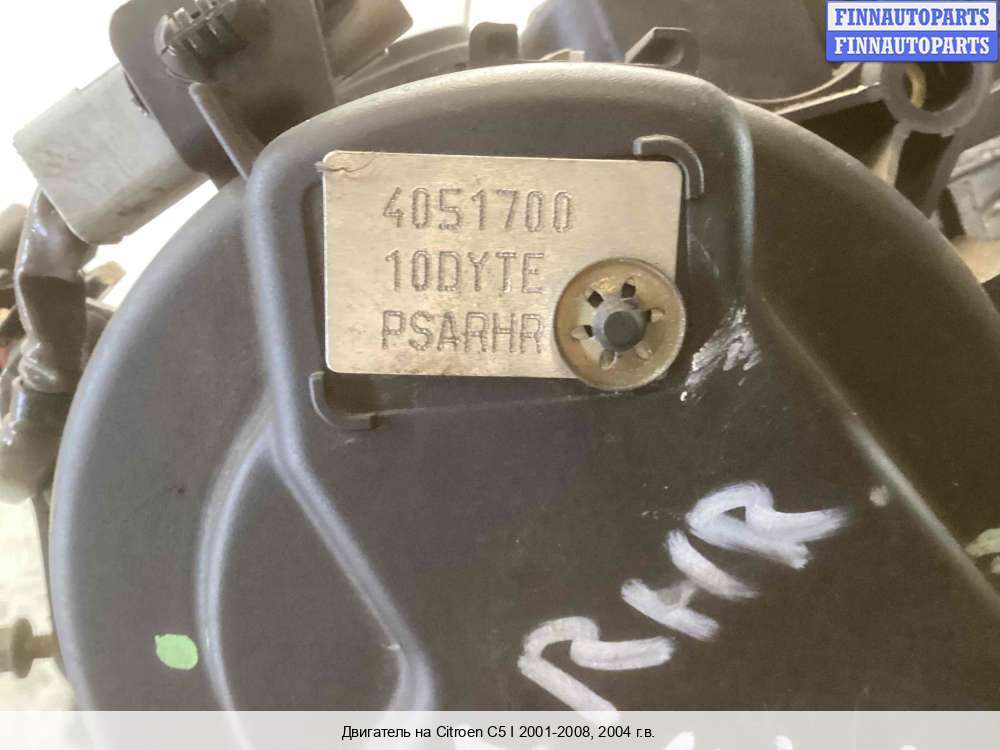 FINNAUTOPARTS
FINNAUTOPARTS
4051700
10DYTE
PSARHR
RHR
Двигатель на Citroen C5 I 2001-2008, 2004 г.в.